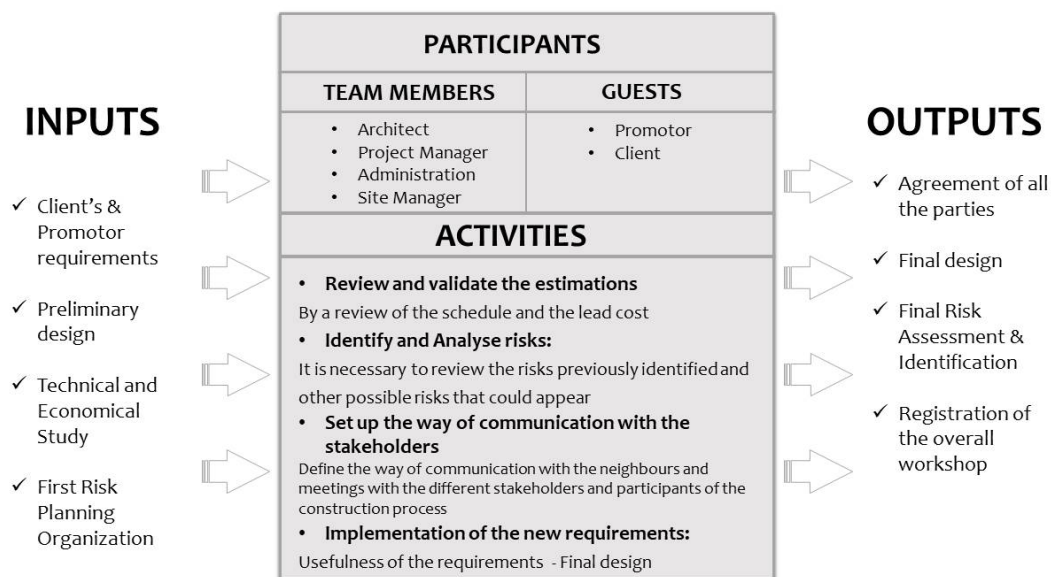 INPUTS
✓ Client's &
Promotor
requirements
✓ Preliminary
design
✓ Technical and
Economical
Study
✓ First Risk
Planning
Organization
PARTICIPANTS
TEAM MEMBERS
• Architect
• Project Manager
• Administration
• Site Manager
GUESTS
• Promotor
• Client
ACTIVITIES
• Review and validate the estimations
By a review of the schedule and the lead cost
• Identify and Analyse risks:
It is necessary to review the risks previously identified and
other possible risks that could appear
• Set up the way of communication with the
stakeholders
Define the way of communication with the neighbours and
meetings with the different stakeholders and participants of the
construction process
• Implementation of the new requirements:
Usefulness of the requirements - Final design
OUTPUTS
✓ Agreement of all
the parties
✓ Final design
✓ Final Risk
Assessment &
Identification
✓ Registration of
the overall
workshop